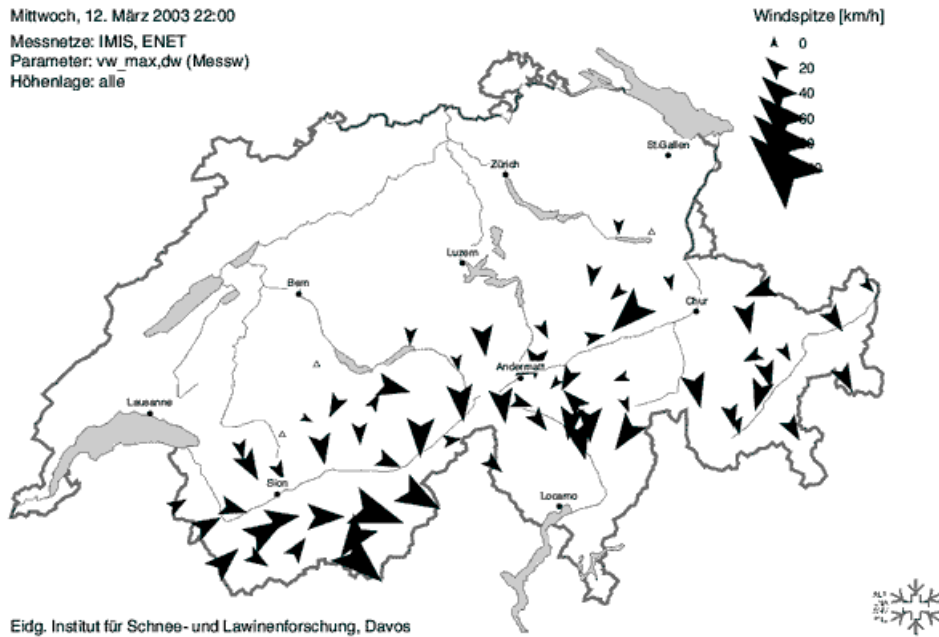 Mittwoch, 12. März 2003 22:00
Messnetze: IMIS, ENET
Parameter: vw_max,dw (Messw)
Höhenlage: alle
Windspitze [km/h]
0
20
40
60
St.Gallen
Zürich
Luzern
Bern
Chur
Andermatt
Lausanne
Sion
Locarno
Eidg. Institut für Schnee- und Lawinenforschung, Davos